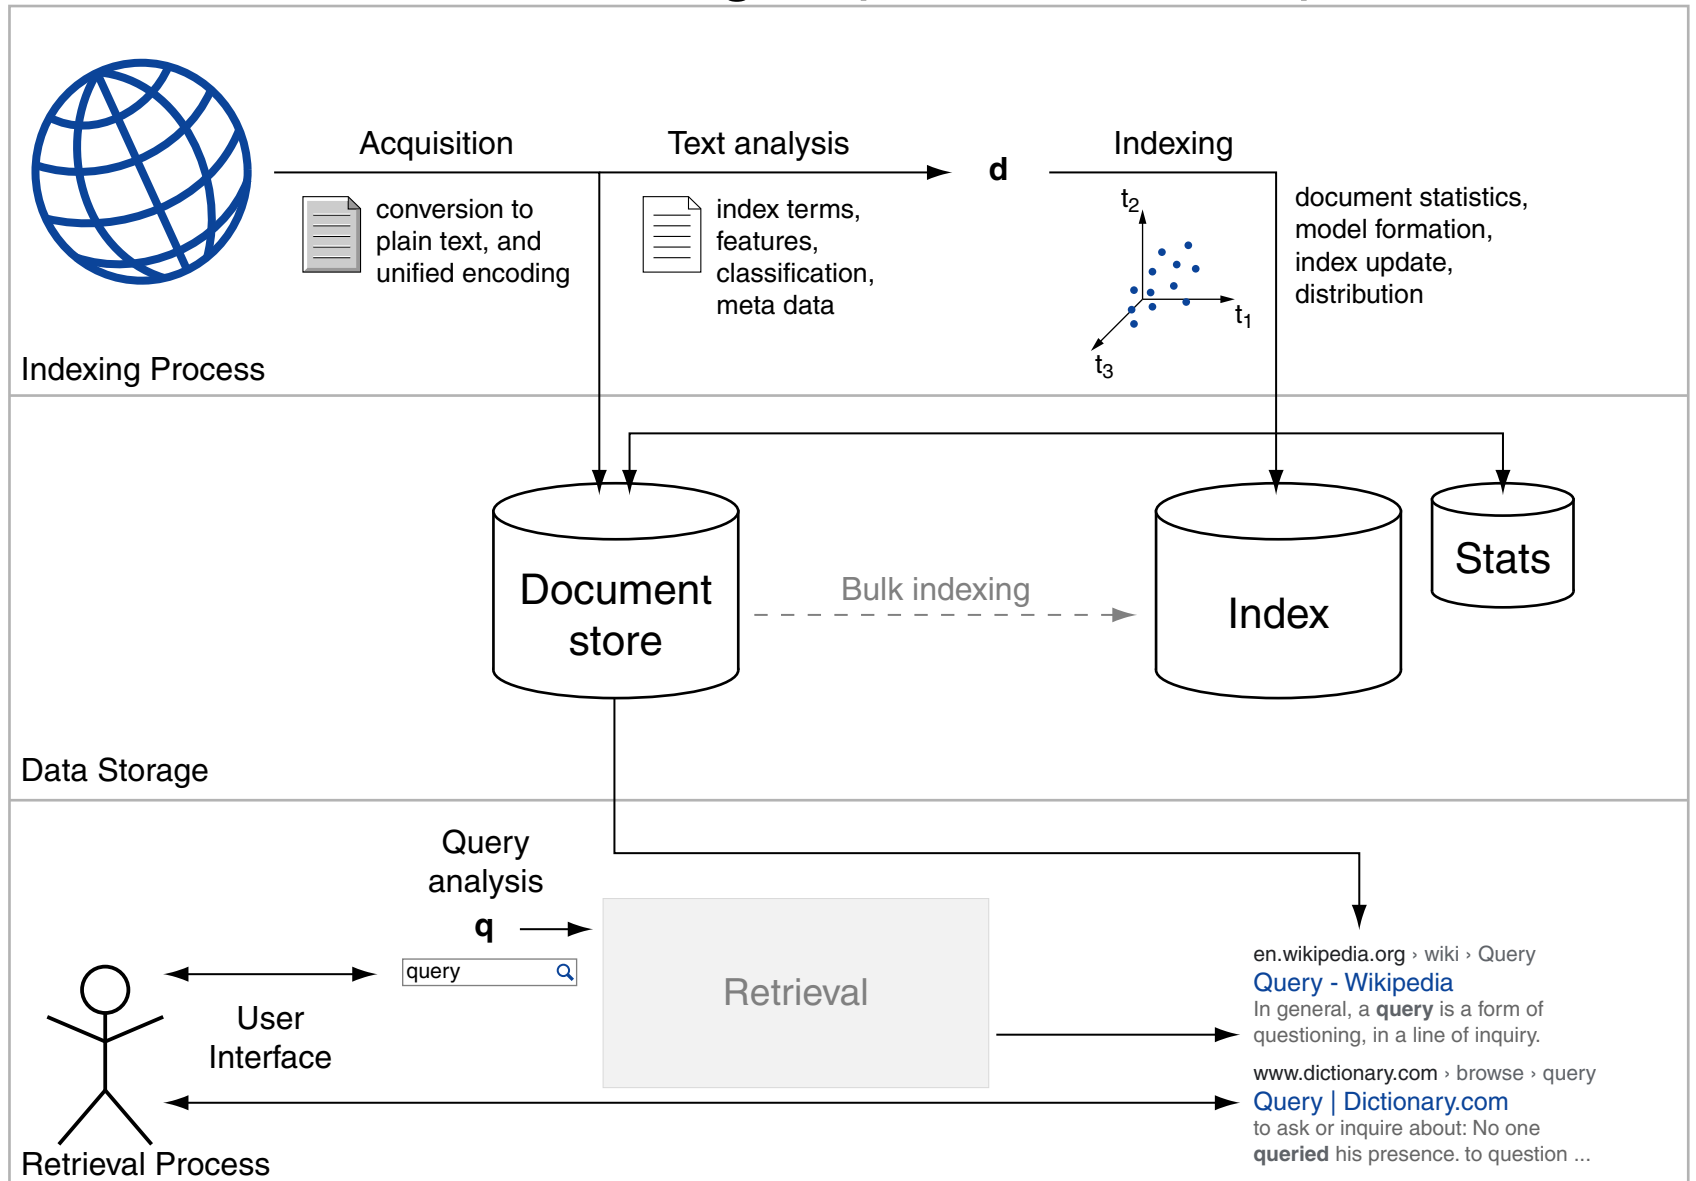 Acquisition
conversion to
plain text, and
unified encoding
Text analysis
index terms,
features,
classification,
meta data
d
Indexing
t2
t1
t3
document statistics,
model formation,
index update,
distribution
Indexing Process
Document
store
Bulk indexing
Index
Stats
Data Storage
Query
analysis
q
query
User
Interface
Retrieval
en.wikipedia.org › wiki › Query
Query - Wikipedia
In general, a query is a form of
questioning, in a line of inquiry.
www.dictionary.com › browse › query
Query | Dictionary.com
to ask or inquire about: No one
queried his presence. to question ...
Retrieval Process